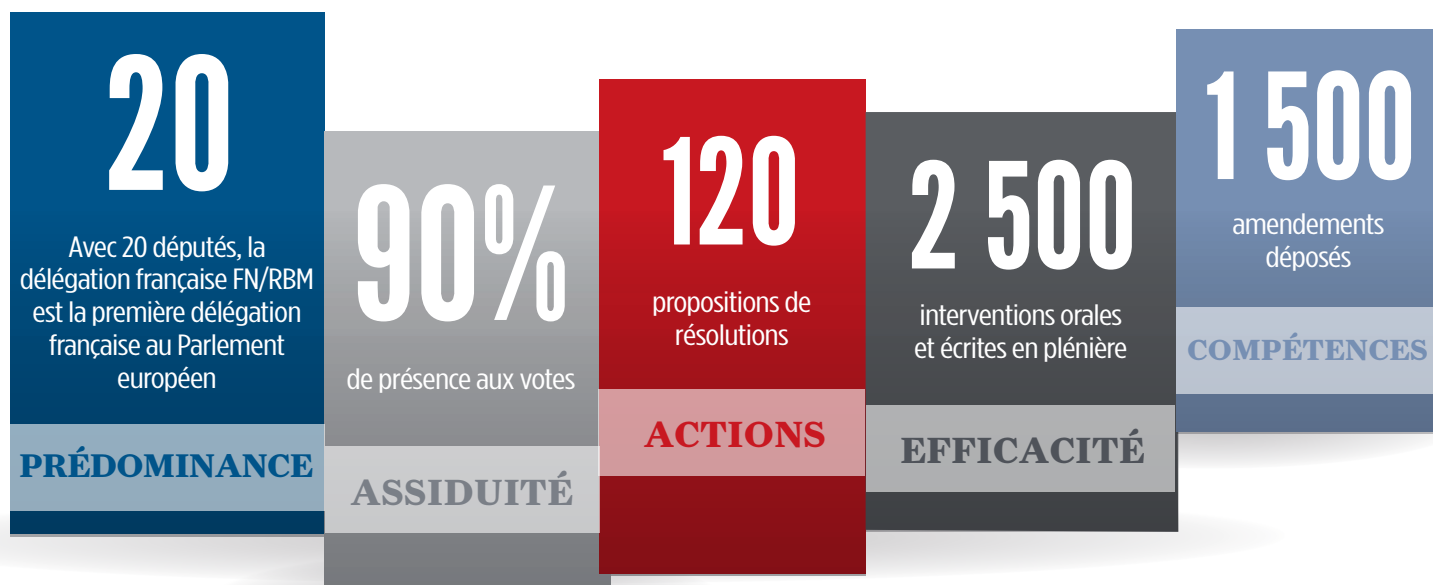 20
Avec 20 députés, la
délégation française FN/RBM
est la première délégation
française au Parlement
européen
PRÉDOMINANCE
90%
de présence aux votes
ASSIDUITÉ
120
propositions de
résolutions
ACTIONS
2 500
interventions orales
et écrites en plénière
EFFICACITÉ
1 500
amendements
déposés
COMPÉTENCES